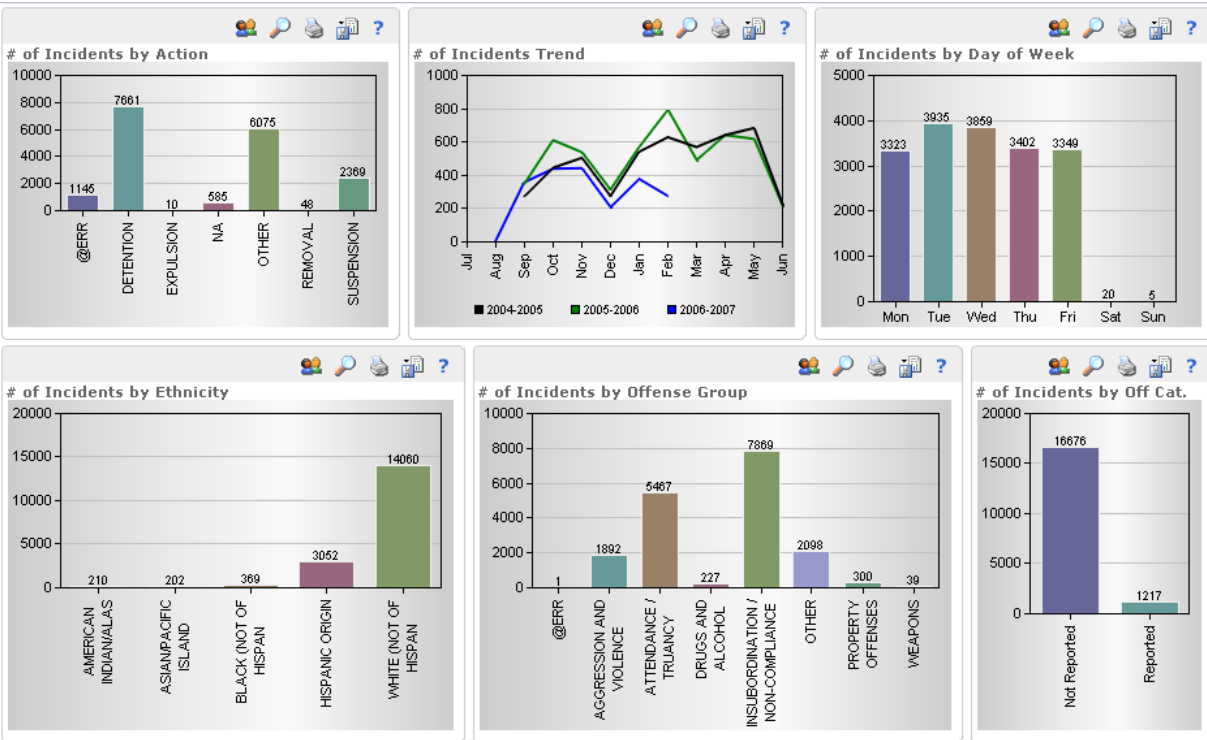 ?
?
?
# of Incidents by Action
# of Incidents Trend
# of Incidents by Day of Week
10000
8000
6000
4000
2000
0
1145
7661
10
585
6075
48
2369
@ERR
DETENTION
EXPULSION
NA
OTHER
REMOVAL
SUSPENSION
1000
800
600
400
200
0
Jul
Aug
Sep
Oct
Nov
Dec
Jan
Feb
Mar
Apr
May
Jun
2004-2005
2005-2006
2006-2007
5000
4000
3000
2000
1000
0
3323
3935
3859
3402
3349
20
5
Mon
Tue
Wed
Thu
Fri
Sat
Sun
?
?
?
# of Incidents by Ethnicity
# of Incidents by Offense Group
# of Incidents by Off Cat.
20000
15000
10000
5000
0
210
202
369
3052
14060
AMERICAN
INDIAN/ALAS
ASIAN/PACIFIC
ISLAND
BLACK (NOT OF
HISPAN
HISPANIC ORIGIN
WHITE (NOT OF
HISPAN
10000
8000
6000
4000
2000
0
1
1892
5467
227
7869
2098
300
39
@ERR
AGGRESSION AND
VIOLENCE
ATTENDANCE /
TRUANCY
DRUGS AND
ALCOHOL
INSUBORDINATION /
NON-COMPLIANCE
OTHER
PROPERTY
OFFENSES
WEAPONS
20000
15000
10000
5000
0
16676
1217
Not Reported
Reported